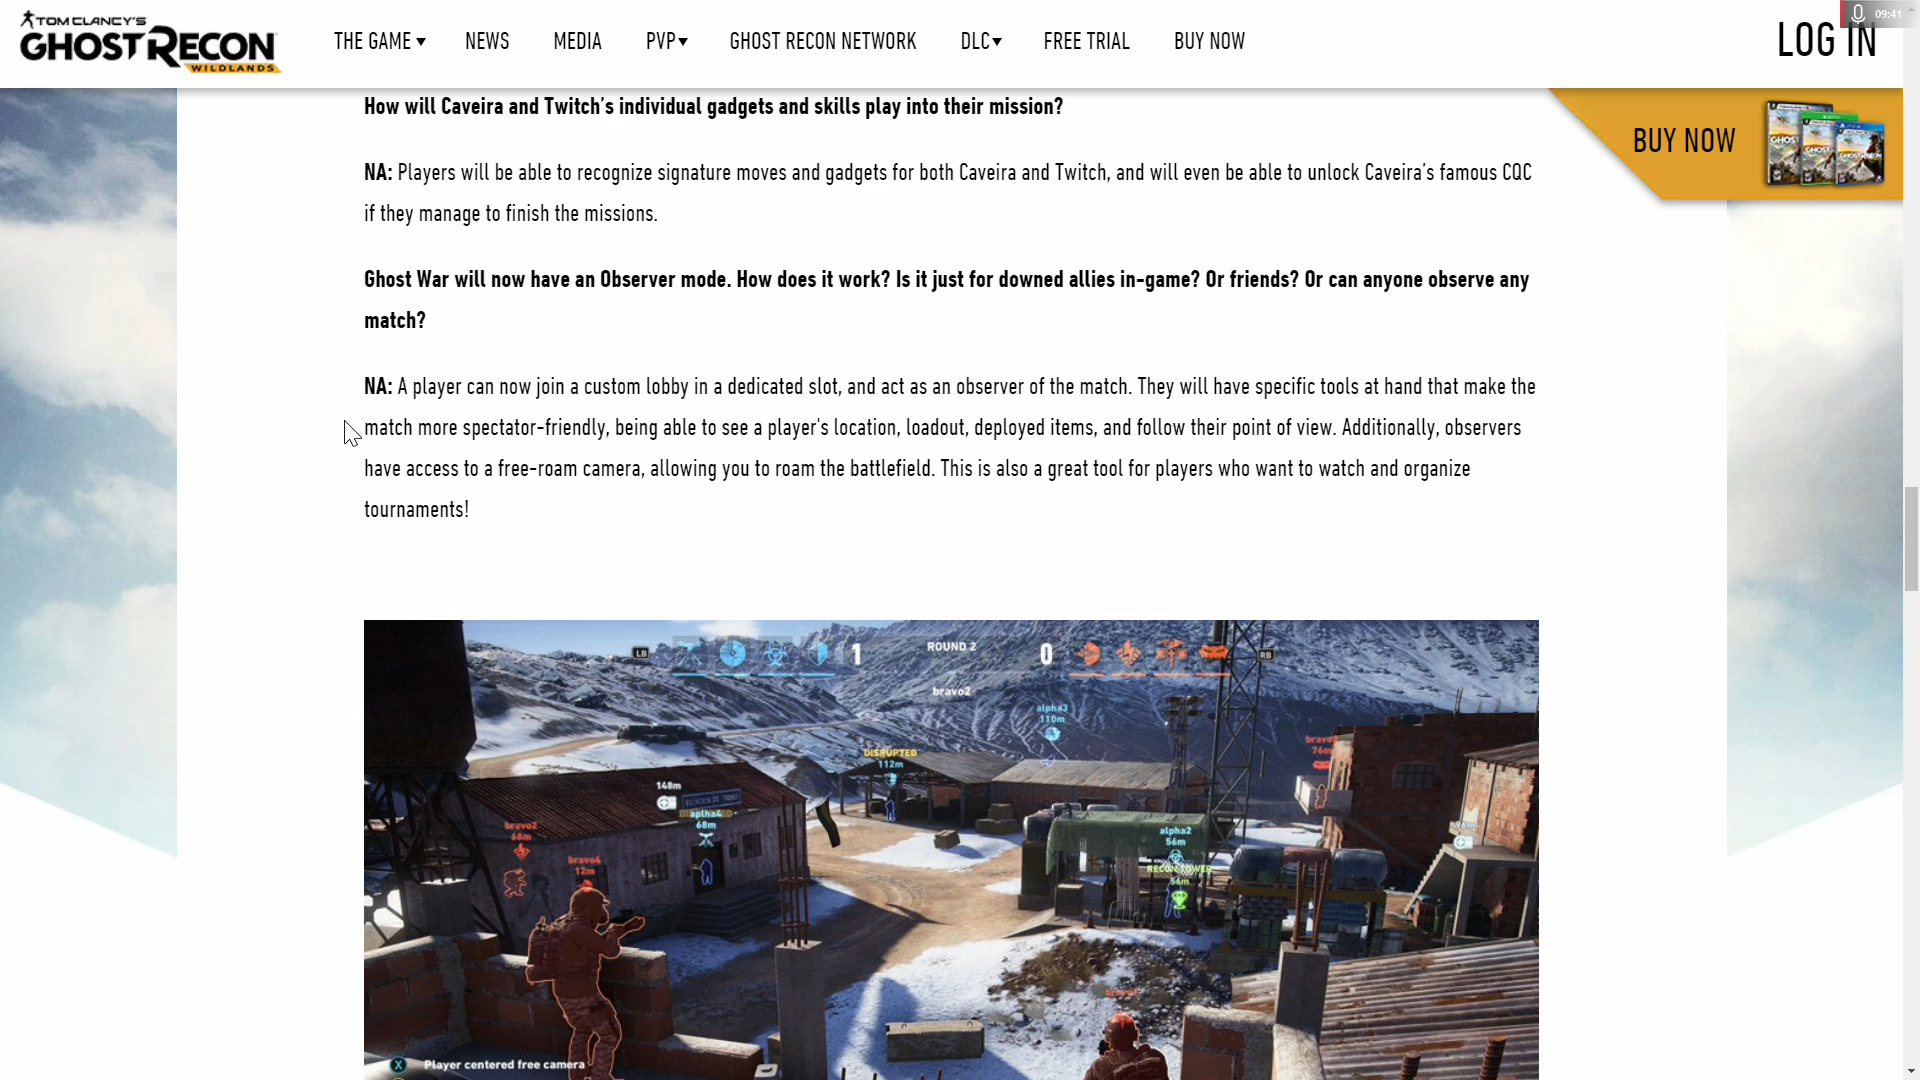 TOM CLANCY'S
GHOST RECON
WILDLANDS
THE GAME▼ NEWS MEDIA PVP▼ GHOST RECON NETWORK DLC▼ FREE TRIAL BUY NOW
LOG IN
09:41
BUY NOW
How will Caveira and Twitch's individual gadgets and skills play into their mission?
NA: Players will be able to recognize signature moves and gadgets for both Caveira and Twitch, and will even be able to unlock Caveira's famous CQC
if they manage to finish the missions.
Ghost War will now have an Observer mode. How does it work? Is it just for downed allies in-game? Or friends? Or can anyone observe any
match?
NA: A player can now join a custom lobby in a dedicated slot, and act as an observer of the match. They will have specific tools at hand that make the
match more spectator-friendly, being able to see a player's location, loadout, deployed items, and follow their point of view. Additionally, observers
have access to a free-roam camera, allowing you to roam the battlefield. This is also a great tool for players who want to watch and organize
tournaments!
LB 1 ROUND 2 0 RB
bravo2
alpha3
110m
DISRUPTED
112m
76m
148m
aplha4
68m
bravo2
68m
bravo4
12m
alpha2
56m
RECON TOWER
56m
96m
X Player centered free camera